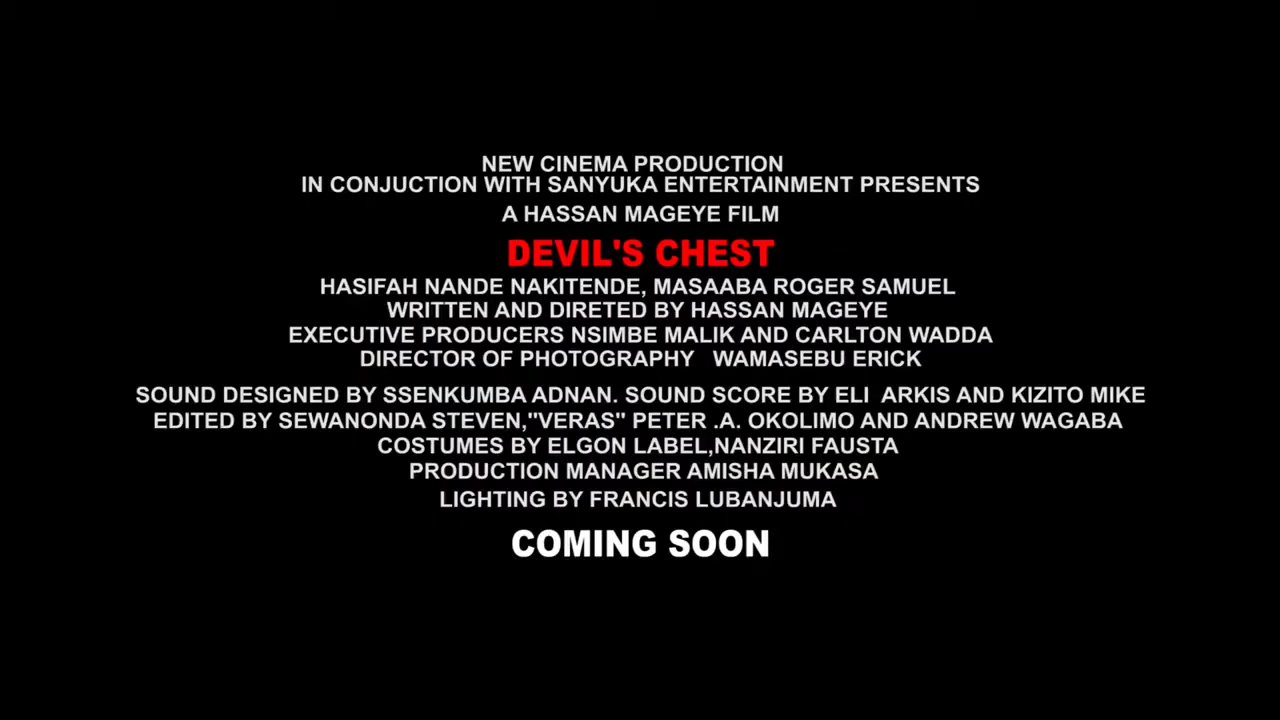 NEW CINEMA PRODUCTION
IN CONJUCTION WITH SANYUKA ENTERTAINMENT PRESENTS
A HASSAN MAGEYE FILM
DEVIL'S CHEST
HASIFAH NANDE NAKITENDE, MASAABA ROGER SAMUEL
WRITTEN AND DIRETED BY HASSAN MAGEYE
EXECUTIVE PRODUCERS NSIMBE MALIK AND CARLTON WADDA
DIRECTOR OF PHOTOGRAPHY WAMASEBU ERICK
SOUND DESIGNED BY SSENKUMBA ADNAN. SOUND SCORE BY ELI ARKIS AND KIZITO MIKE
EDITED BY SEWANONDA STEVEN,"VERAS" PETER .A. OKOLIMO AND ANDREW WAGABA
COSTUMES BY ELGON LABEL,NANZIRI FAUSTA
PRODUCTION MANAGER AMISHA MUKASA
LIGHTING BY FRANCIS LUBANJUMA
COMING SOON